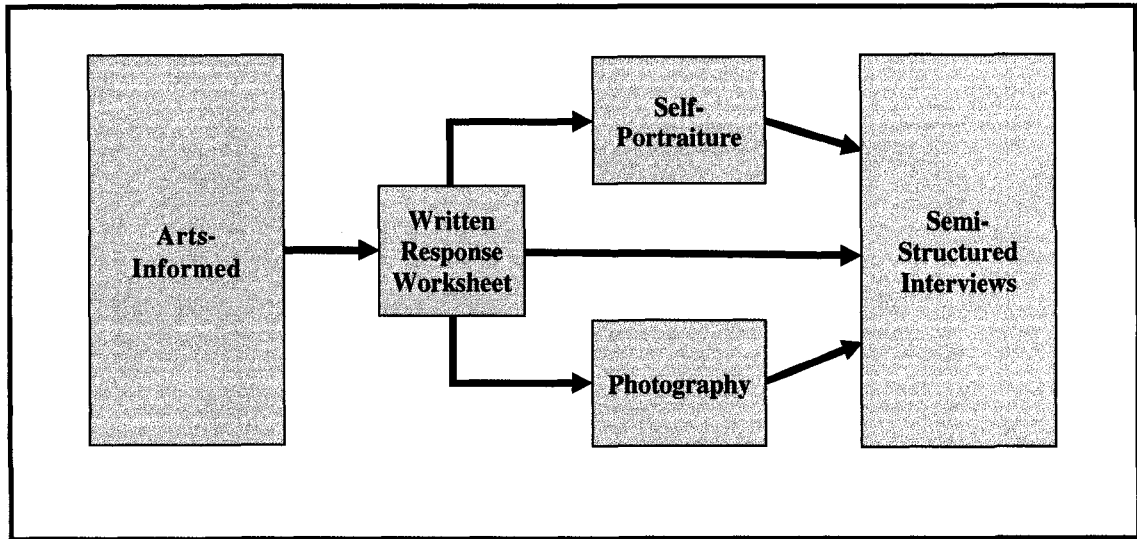 Arts-
Informed
Written
Response
Worksheet
Self-
Portraiture
Photography
Semi-
Structured
Interviews